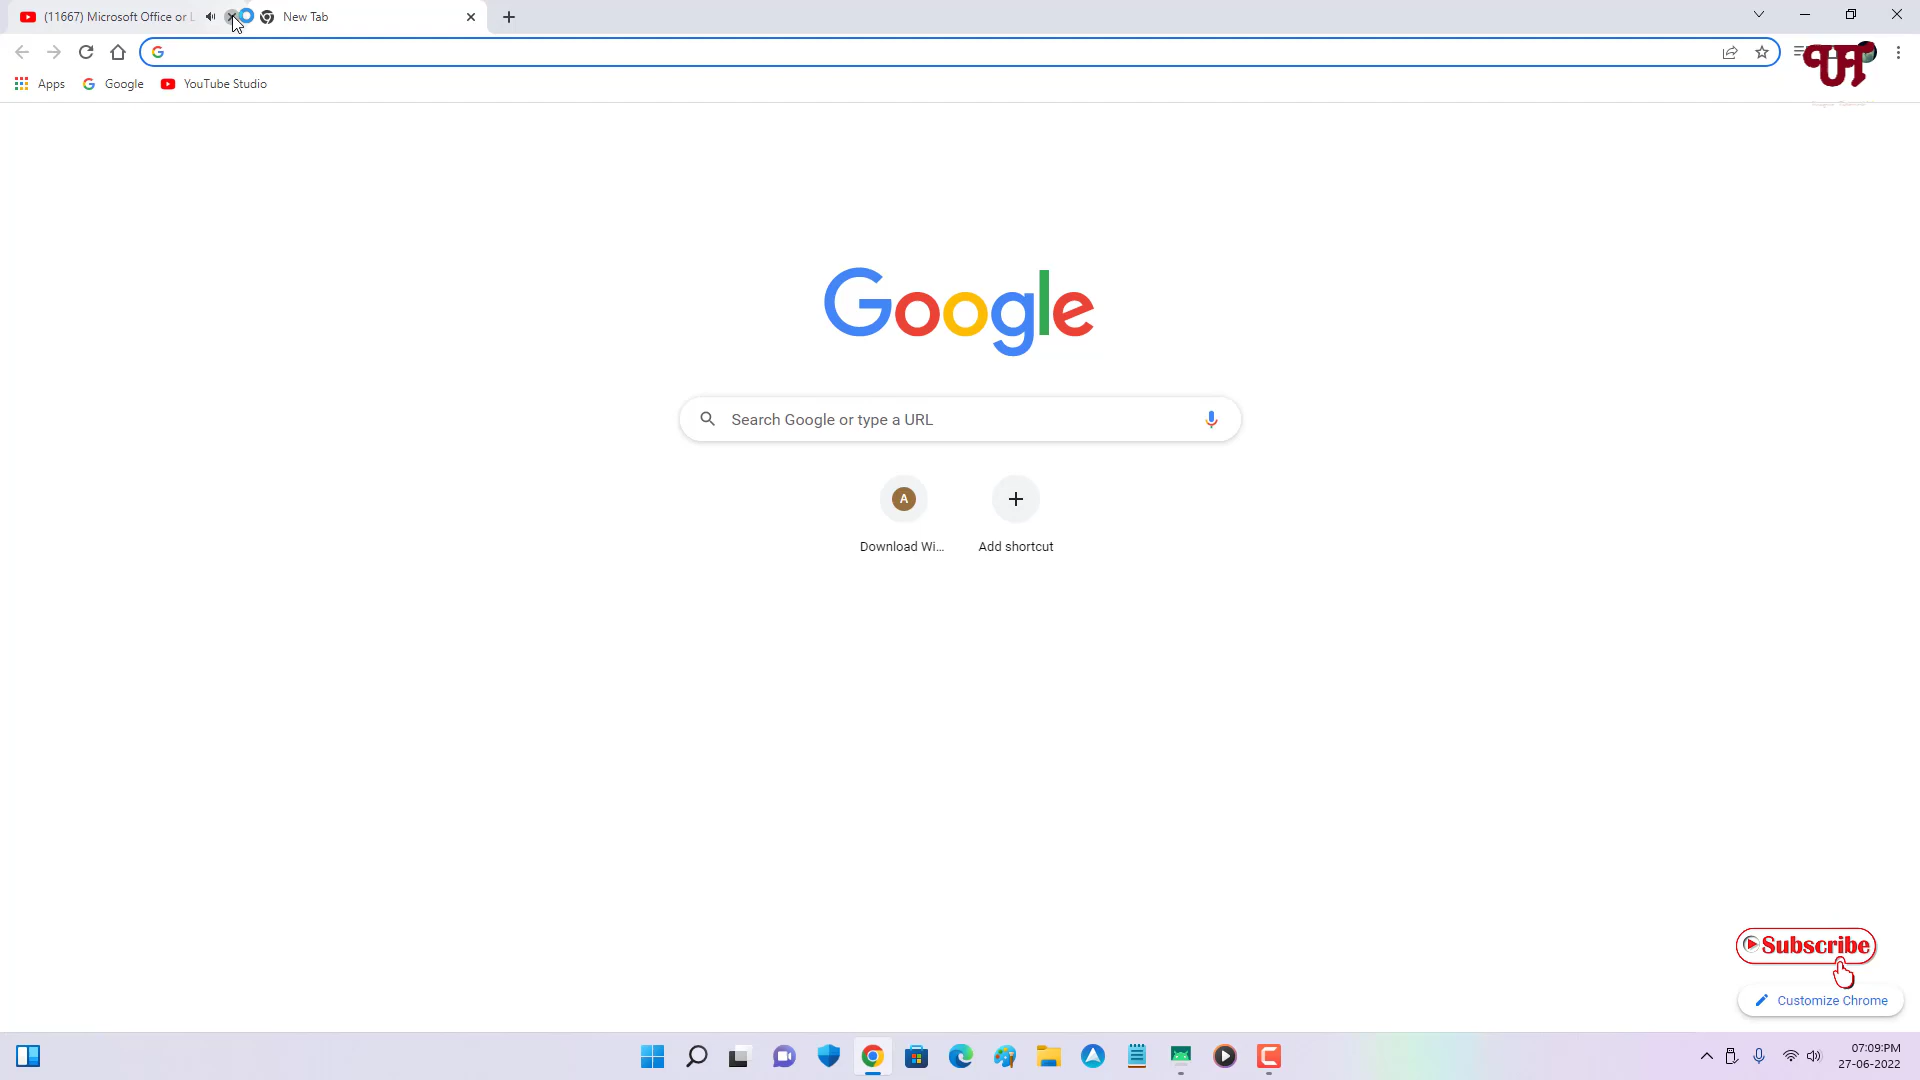 (11667) Microsoft Office or L
New Tab
Apps
Google
YouTube Studio
UA
Google
Search Google or type a URL
A
Download Wi...
Add shortcut
Subscribe
Customize Chrome
07:09:PM
27-06-2022